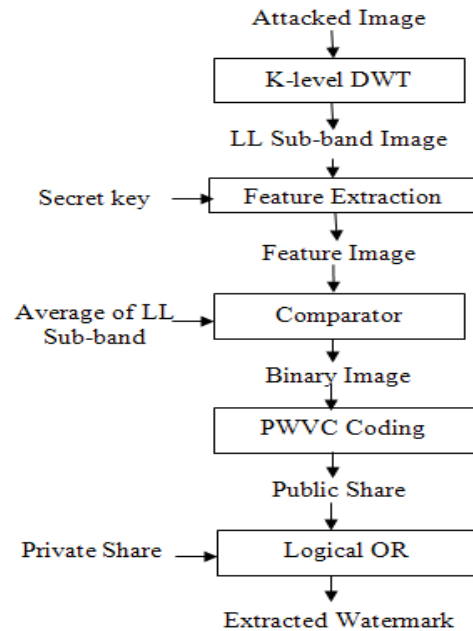 Attacked Image
K-level DWT
LL Sub-band Image
Secret key
Feature Extraction
Feature Image
Average of LL
Sub-band
Comparator
Binary Image
PWVC Coding
Public Share
Private Share
Logical OR
Extracted Watermark